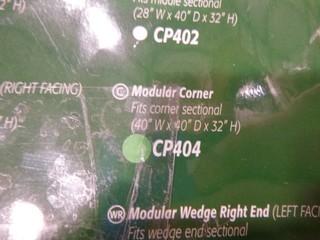 Fits middle sectional
(28" W x 40" D x 32" H)
CP402
(RIGHT FACING)
C Modular Corner
Fits corner sectional
(40" W x 40" D x 32" H)
CP404
WR Modular Wedge Right End (LEFT FACI
Fits wedge end sectional